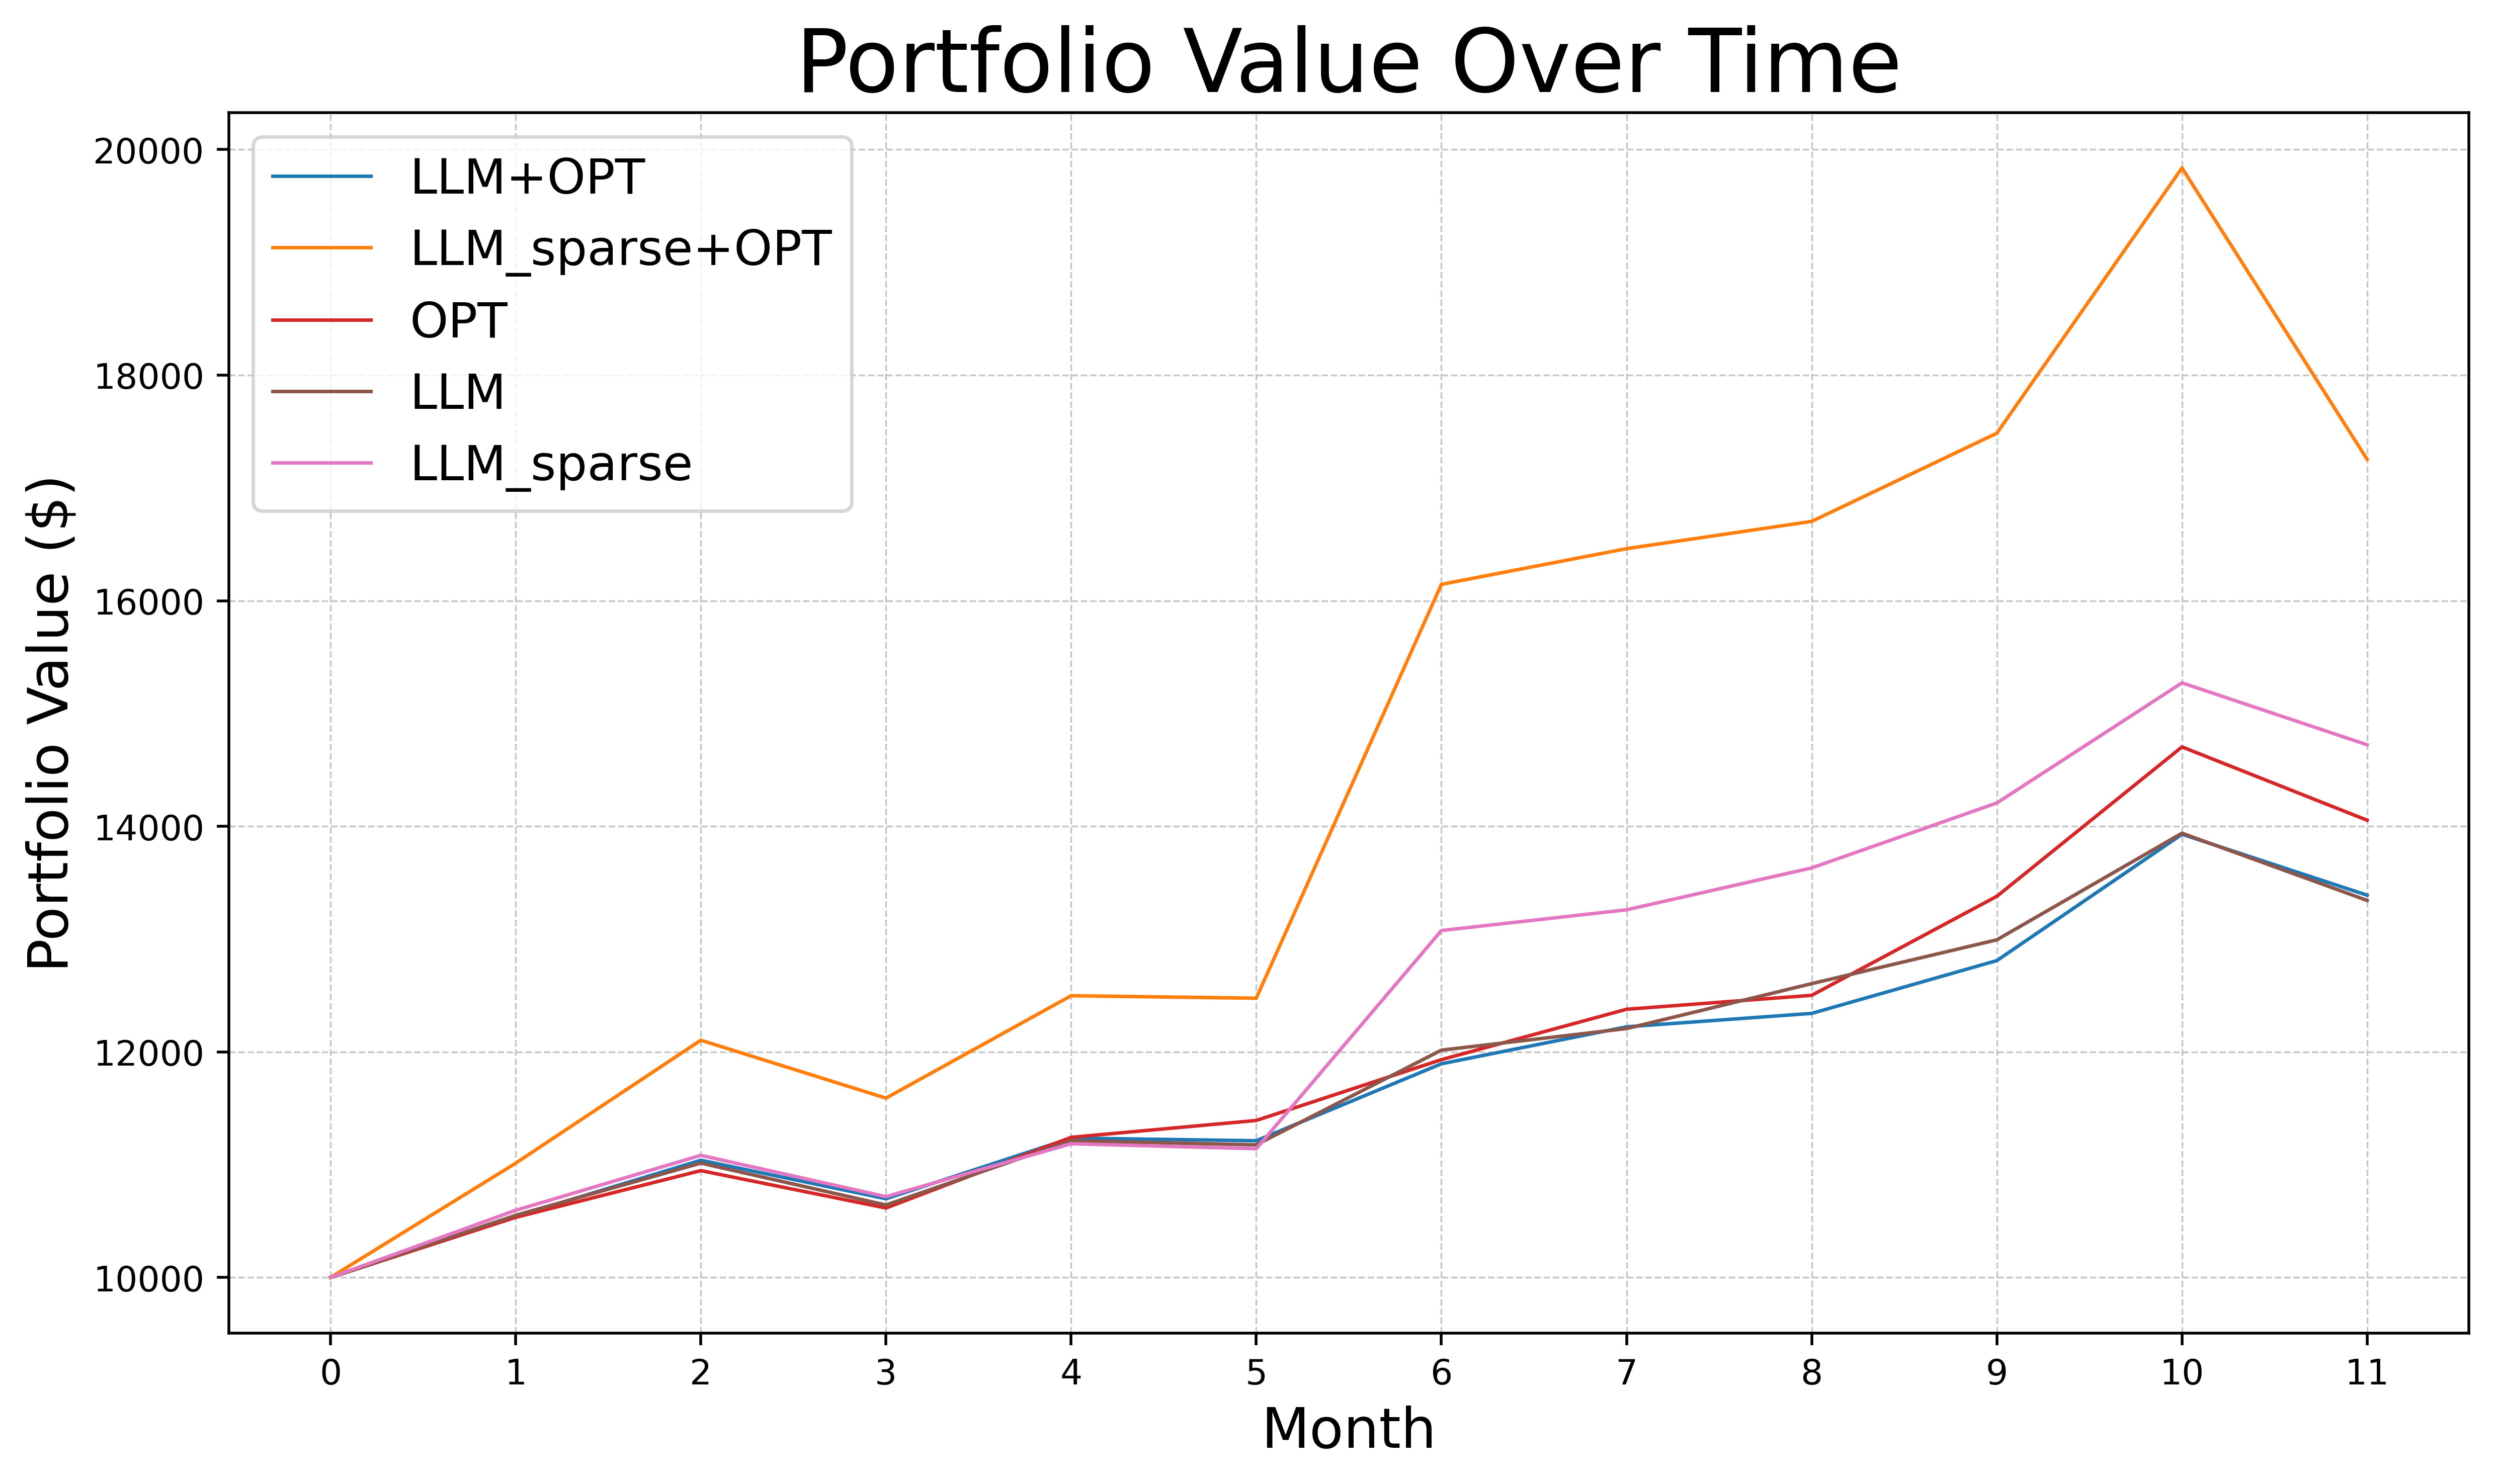 Portfolio Value Over Time
LLM+OPT
LLM_sparse+OPT
OPT
LLM
LLM_sparse
Portfolio Value ($)
20000
18000
16000
14000
12000
10000
0 1 2 3 4 5 6 7 8 9 10 11
Month